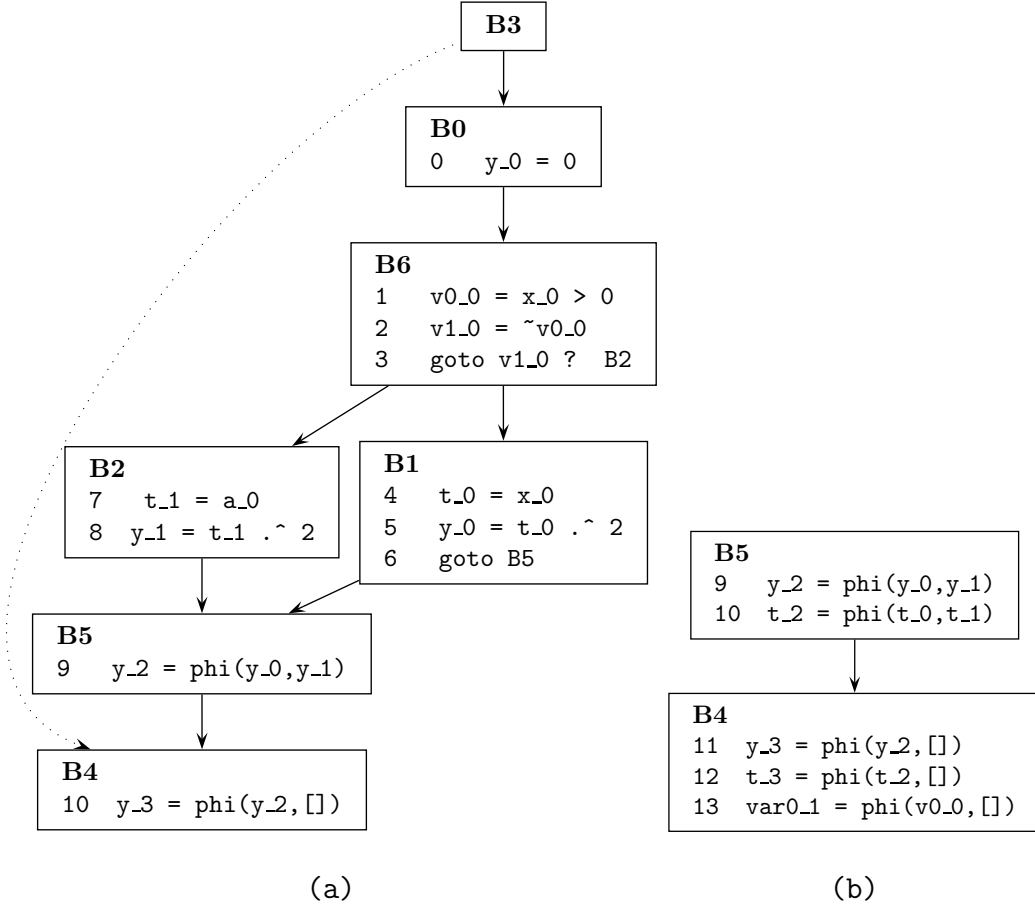 B3
B0
0 y_0 = 0
B6
1 v0_0 = x_0 > 0
2 v1_0 = ~v0_0
3 goto v1_0 ? B2
B2
7 t_1 = a_0
8 y_1 = t_1 .^ 2
B1
4 t_0 = x_0
5 y_0 = t_0 .^ 2
6 goto B5
B5
9 y_2 = phi(y_0,y_1)
B4
10 y_3 = phi(y_2,[])
(a)
B5
9 y_2 = phi(y_0,y_1)
10 t_2 = phi(t_0,t_1)
B4
11 y_3 = phi(y_2,[])
12 t_3 = phi(t_2,[])
13 var0_1 = phi(v0_0,[])
(b)